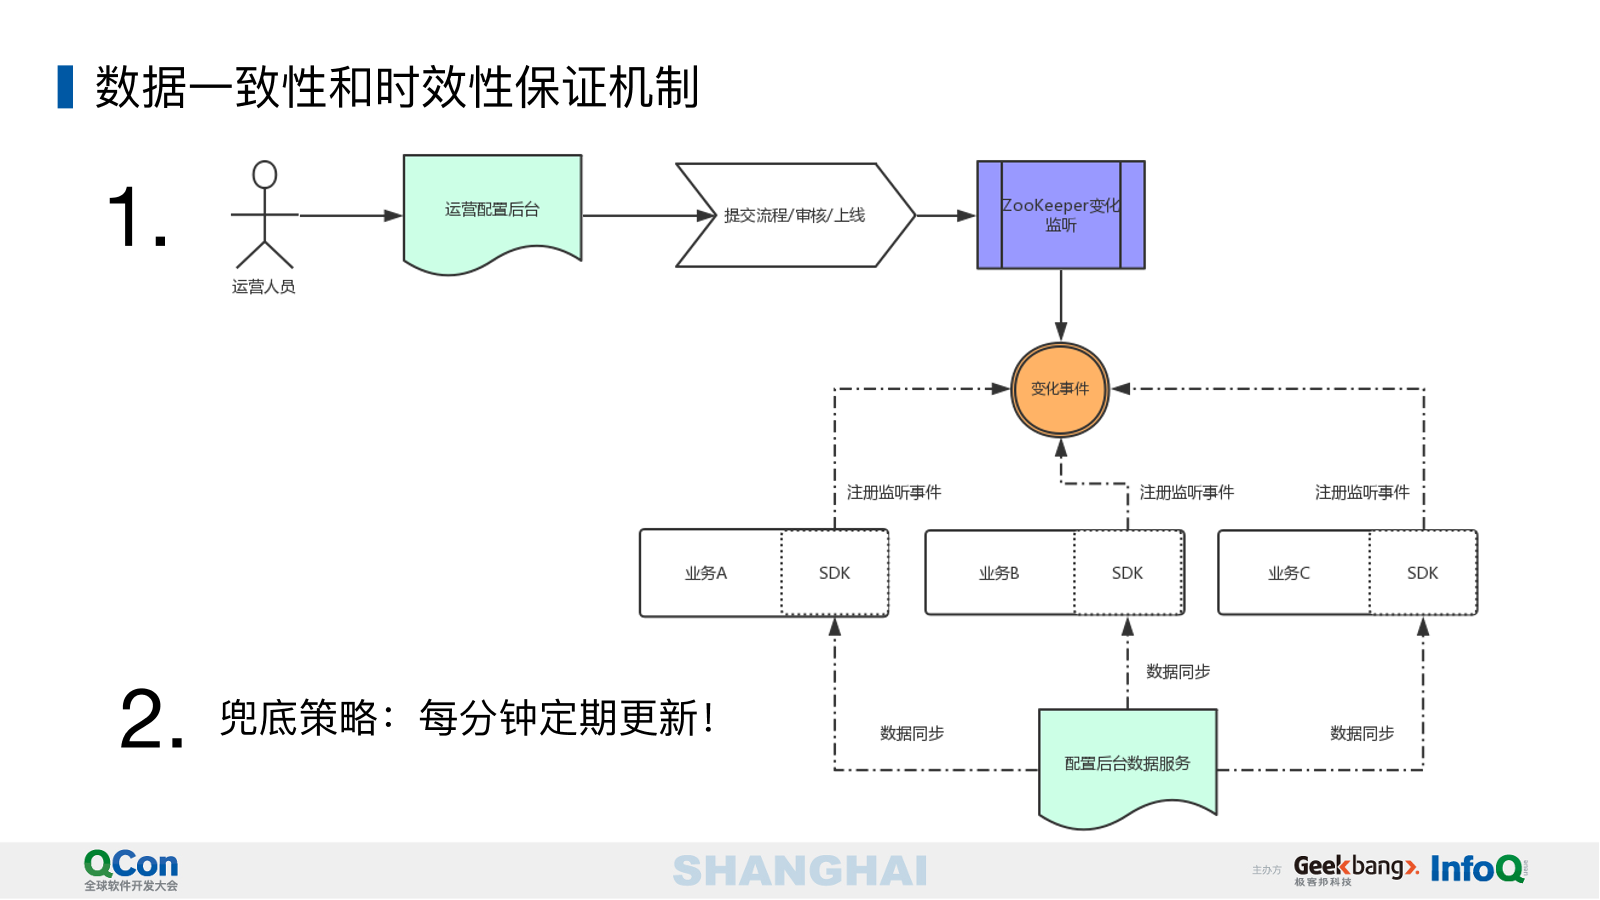 数据一致性和时效性保证机制
1.
运营人员
运营配置后台
提交流程/审核/上线
ZooKeeper变化
监听
变化事件
注册监听事件
注册监听事件
注册监听事件
业务A
SDK
业务B
SDK
业务C
SDK
数据同步
数据同步
数据同步
配置后台数据服务
2.
兜底策略：每分钟定期更新！
QCon
全球软件开发大会
SHANGHAI
主办方
Geekbang>.
极客邦科技
InfoQ